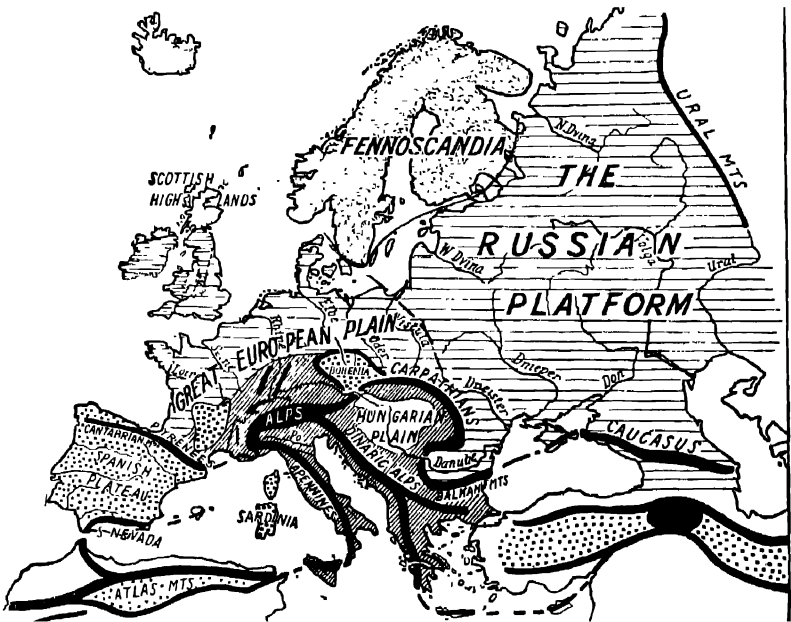 URAL MTS
N. Dvina
FENNOSCANDIA
THE
SCOTTISH
HIGHLANDS
RUSSIAN
Volga
W. Dvina
Ural
PLATFORM
Elbe
GREAT EUROPEAN PLAIN
Vistula
Oder
Loire
Dnieper
BOHEMIA
CARPATHIANS
Don
Dniester
ALPS
HUNGARIAN
PLAIN
CANTABRIAN
CAUCASUS
Po
DINARIC ALPS
Danube
SPANISH
PLATEAU
BALKAN MTS
APENNINES
SARDINIA
S-NEVADA
ATLAS-MTS.